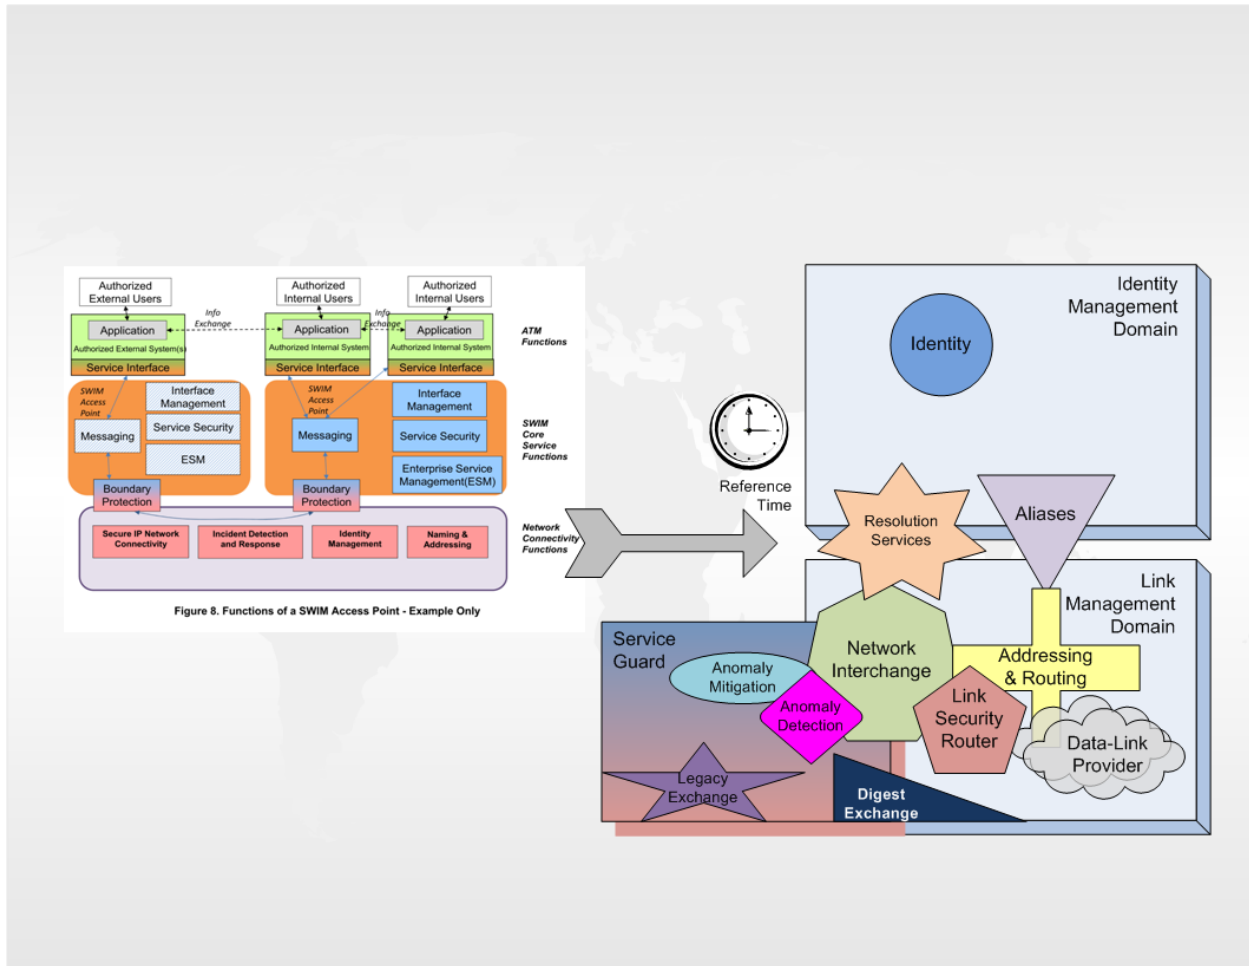 Authorized
External Users
Authorized
Internal Users
Authorized
Internal Users
Info
Exchange
Info
Exchange
Application
Application
Application
Authorized External System(s)
Authorized Internal System
Authorized Internal System
ATM
Functions
Service Interface
Service Interface
Service Interface
SWIM
Access
Point
Interface
Management
Messaging
Service Security
ESM
SWIM
Access
Point
Interface
Management
Messaging
Service Security
Enterprise Service
Management(ESM)
SWIM
Core
Service
Functions
Boundary
Protection
Boundary
Protection
Secure IP Network
Connectivity
Incident Detection
and Response
Identity
Management
Naming &
Addressing
Network
Connectivity
Functions
Figure 8. Functions of a SWIM Access Point - Example Only
Reference
Time
Identity
Management
Domain
Identity
Resolution
Services
Aliases
Link
Management
Domain
Service
Guard
Network
Interchange
Addressing
& Routing
Anomaly
Mitigation
Anomaly
Detection
Link
Security
Router
Data-Link
Provider
Legacy
Exchange
Digest
Exchange